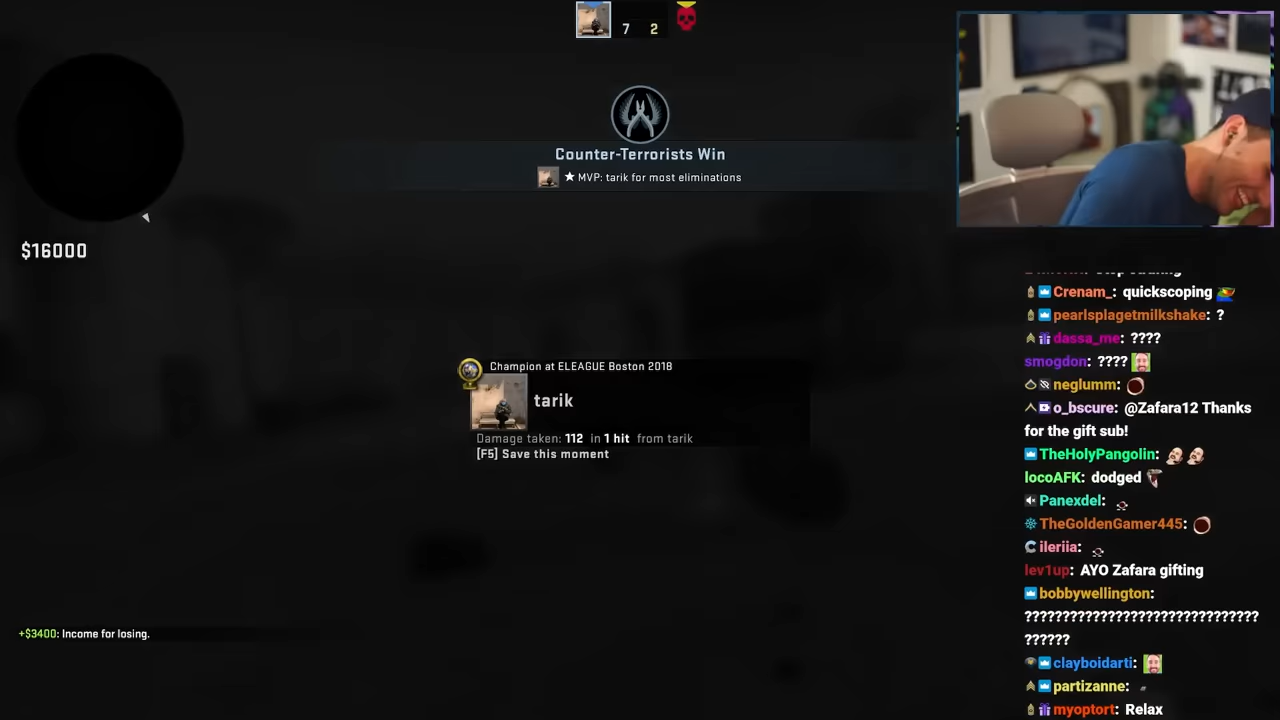 7 2
Counter-Terrorists Win
★ MVP: tarik for most eliminations
$16000
Champion at ELEAGUE Boston 2018
tarik
Damage taken: 112 in 1 hit from tarik
[F5] Save this moment
+$3400: Income for losing.
Crenam_: quickscoping
pearlsplagetmilkshake: ?
dassa_me: ????
smogdon: ????
neglumm:
o_bscure: @Zafara12 Thanks
for the gift sub!
TheHolyPangolin:
locoAFK: dodged
Panexdel:
TheGoldenGamer445:
ileriia:
lev1up: AYO Zafara gifting
bobbywellington:
??????????????????????????????
??????
clayboidarti:
partizanne:
myoptort: Relax